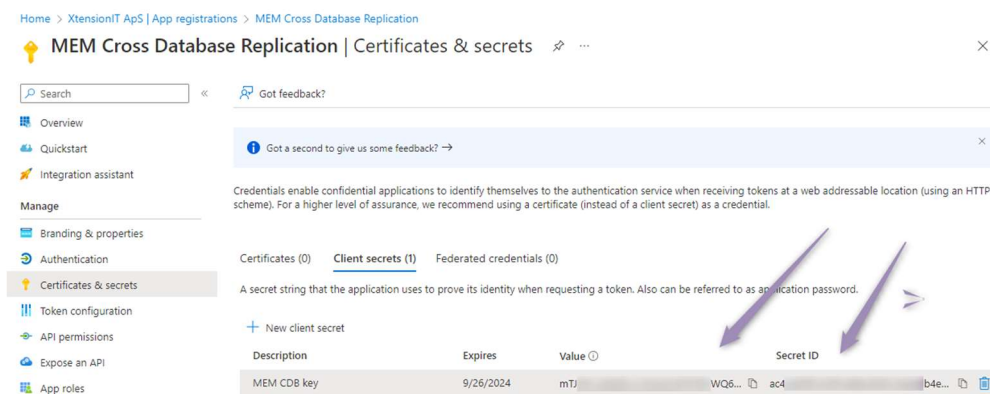 Home > XtensionIT ApS | App registrations > MEM Cross Database Replication
MEM Cross Database Replication | Certificates & secrets
Search
Got feedback?
Overview
Quickstart
Integration assistant
Got a second to give us some feedback?
Manage
Credentials enable confidential applications to identify themselves to the authentication service when receiving tokens at a web addressable location (using an HTTP
scheme). For a higher level of assurance, we recommend using a certificate (instead of a client secret) as a credential.
Branding & properties
Authentication
Certificates & secrets
Token configuration
API permissions
Expose an API
App roles
Certificates (0) Client secrets (1) Federated credentials (0)
A secret string that the application uses to prove its identity when requesting a token. Also can be referred to as application password.
New client secret
Description Expires Value Secret ID
MEM CDB key 9/26/2024 mTJ WQ6... ac4 b4e...